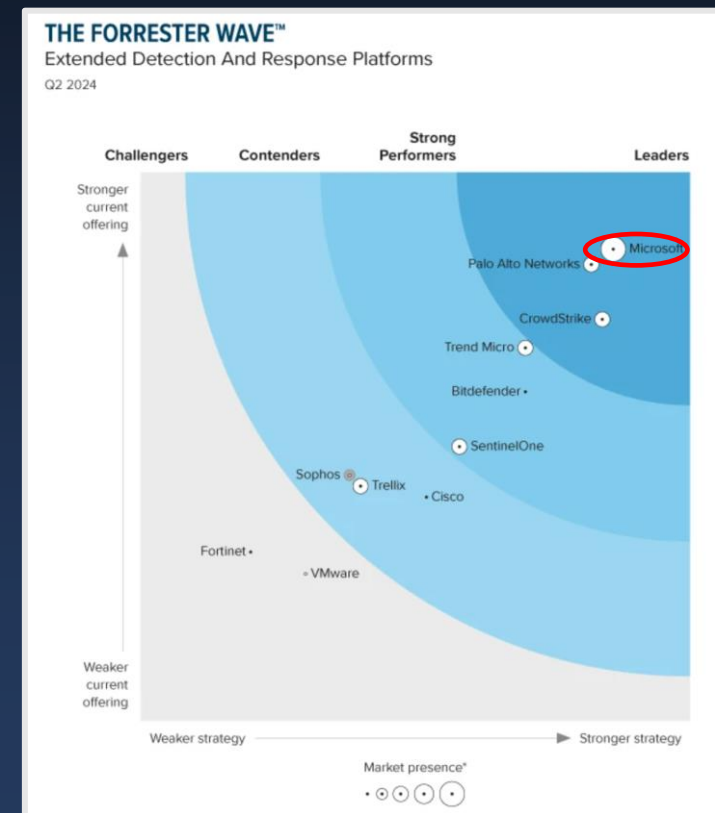 THE FORRESTER WAVE™
Extended Detection And Response Platforms
Q2 2024
Challengers
Contenders
Strong
Performers
Leaders
Stronger
current
offering
Microsoft
Palo Alto Networks
CrowdStrike
Trend Micro
Bitdefender
SentinelOne
Sophos
Trellix
Cisco
Fortinet
VMware
Weaker
current
offering
Weaker strategy
Stronger strategy
Market presence*